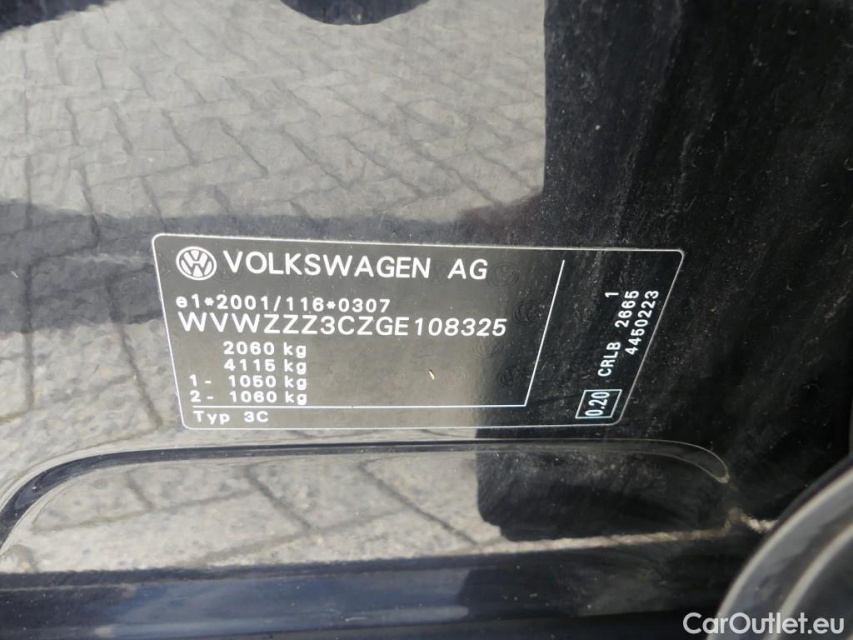 VOLKSWAGEN AG
e1*2001/116*0307
WVWZZZ3CZGE108325
2060 kg
4115 kg
1- 1050 kg
2- 1060 kg
Typ 3C
1
CRLB 2665
4450223
0.20
CarOutlet.eu